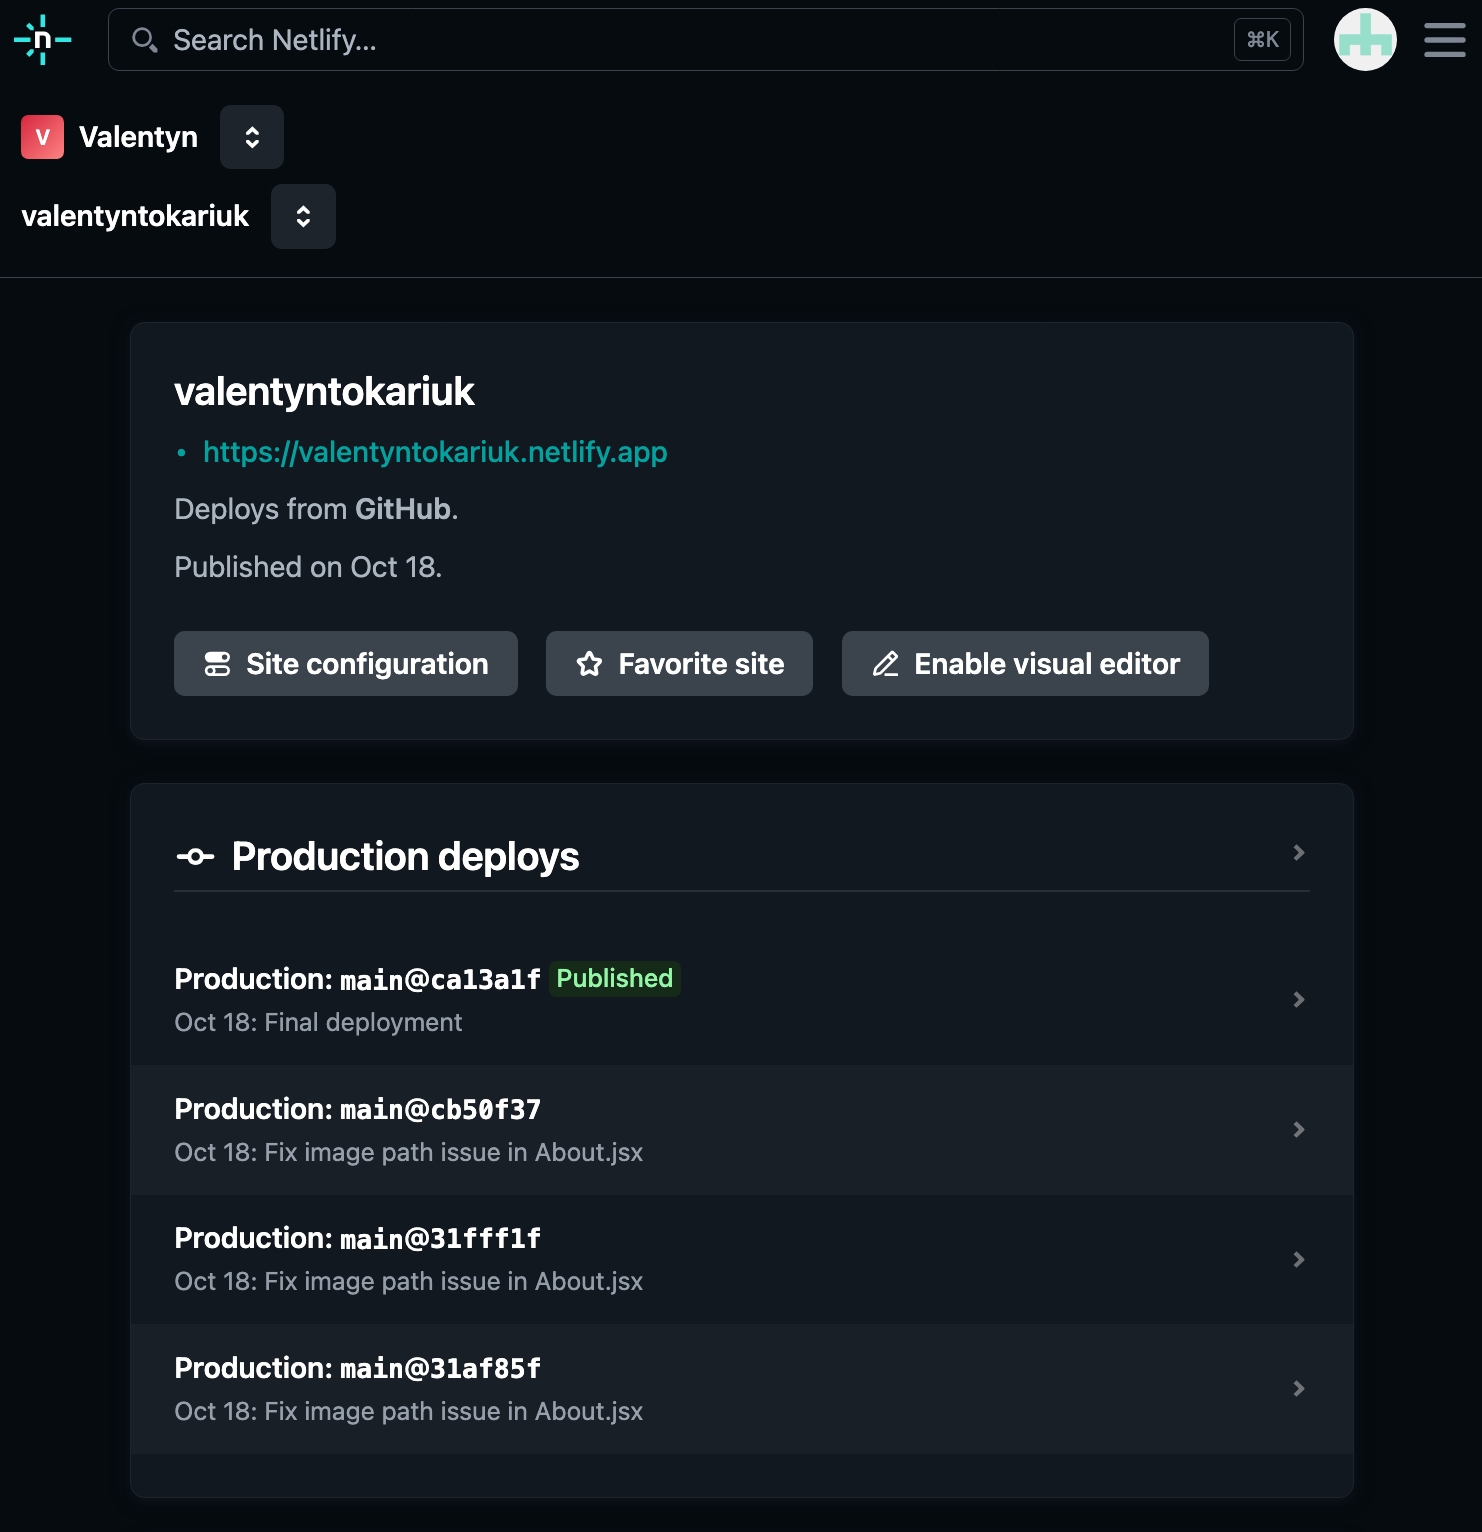 n
Search Netlify...
⌘K
V Valentyn
valentyntokariuk
valentyntokariuk
• https://valentyntokariuk.netlify.app
Deploys from GitHub.
Published on Oct 18.
Site configuration
Favorite site
Enable visual editor
Production deploys
Production: main@ca13a1f Published
Oct 18: Final deployment
Production: main@cb50f37
Oct 18: Fix image path issue in About.jsx
Production: main@31fff1f
Oct 18: Fix image path issue in About.jsx
Production: main@31af85f
Oct 18: Fix image path issue in About.jsx